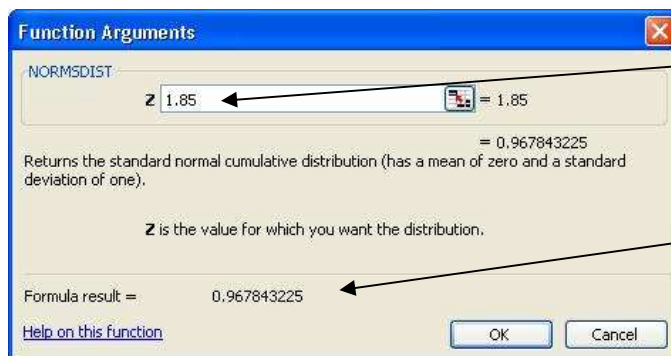 Function Arguments
NORMSDIST
Z 1.85 = 1.85
= 0.967843225
Returns the standard normal cumulative distribution (has a mean of zero and a standard
deviation of one).
Z is the value for which you want the distribution.
Formula result = 0.967843225
Help on this function OK Cancel